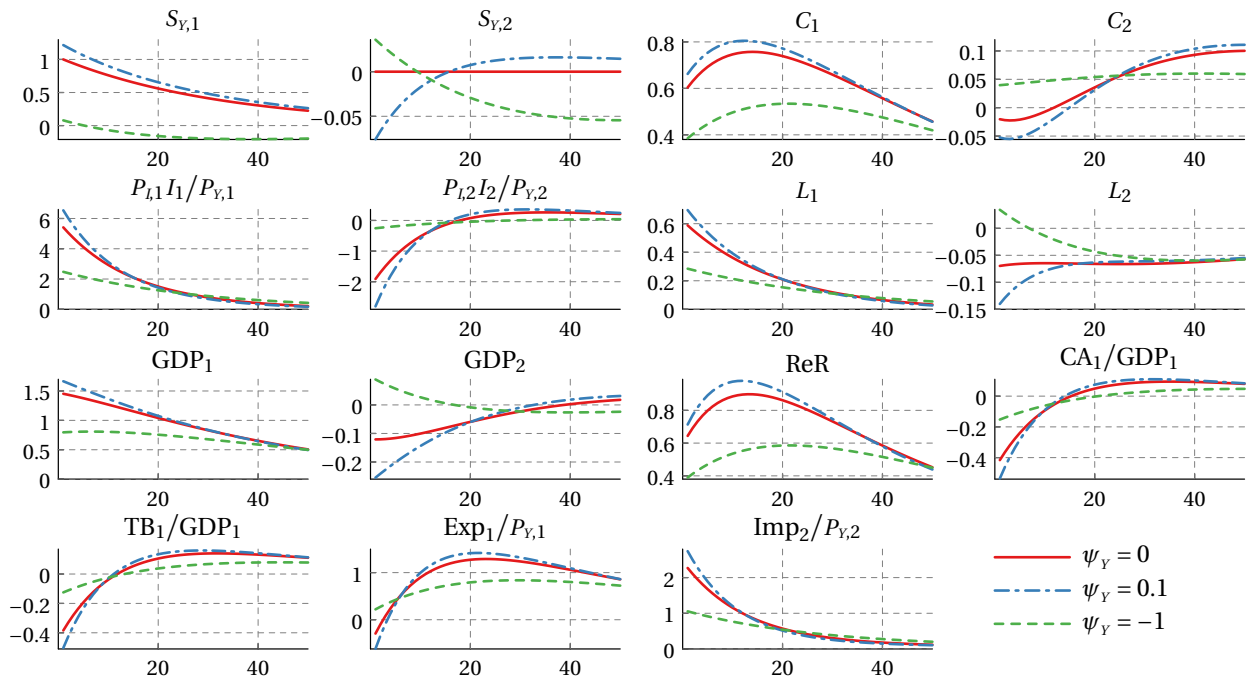 S_{Y,1} S_{Y,2} C_1 C_2
1 0.5 0
0 −0.05
0.8 0.6 0.4
0.1 0.05 0 −0.05
20 40 20 40 20 40 20 40
P_{I,1}I_1/P_{Y,1} P_{I,2}I_2/P_{Y,2} L_1 L_2
6 4 2 0
0 −1 −2
0.6 0.4 0.2 0
0 −0.05 −0.1 −0.15
20 40 20 40 20 40 20 40
GDP_1 GDP_2 ReR CA_1/GDP_1
1.5 1 0.5 0
0 −0.1 −0.2
0.8 0.6 0.4
0 −0.2 −0.4
20 40 20 40 20 40 20 40
TB_1/GDP_1 Exp_1/P_{Y,1} Imp_2/P_{Y,2}
0 −0.2 −0.4
1 0
2 1 0
20 40 20 40 20 40
ψ_Y = 0
ψ_Y = 0.1
ψ_Y = −1